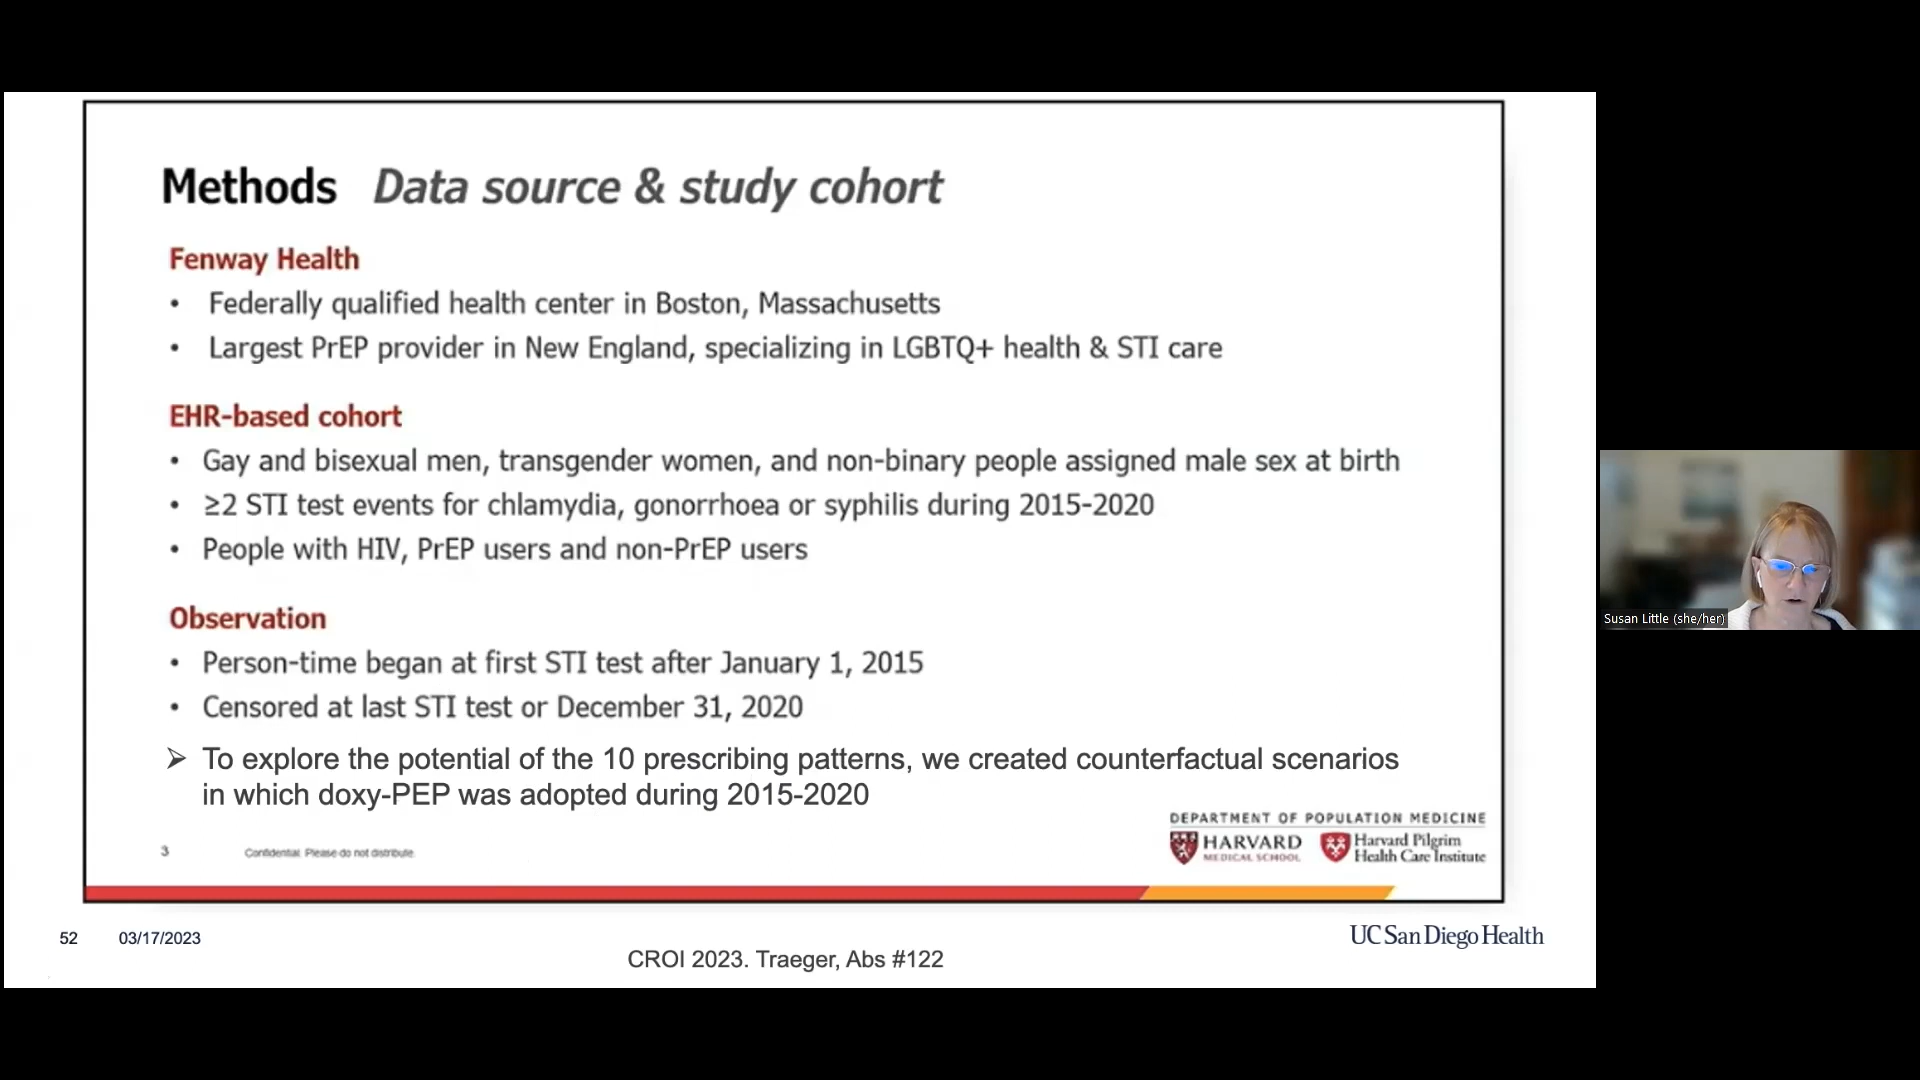 Methods Data source & study cohort
Fenway Health
• Federally qualified health center in Boston, Massachusetts
• Largest PrEP provider in New England, specializing in LGBTQ+ health & STI care
EHR-based cohort
• Gay and bisexual men, transgender women, and non-binary people assigned male sex at birth
• ≥2 STI test events for chlamydia, gonorrhoea or syphilis during 2015-2020
• People with HIV, PrEP users and non-PrEP users
Observation
• Person-time began at first STI test after January 1, 2015
• Censored at last STI test or December 31, 2020
➢ To explore the potential of the 10 prescribing patterns, we created counterfactual scenarios
in which doxy-PEP was adopted during 2015-2020
DEPARTMENT OF POPULATION MEDICINE
HARVARD
MEDICAL SCHOOL
Harvard Pilgrim
Health Care Institute
3 Confidential. Please do not distribute.
52 03/17/2023
CROI 2023. Traeger, Abs #122
UC San Diego Health
Susan Little (she/her)